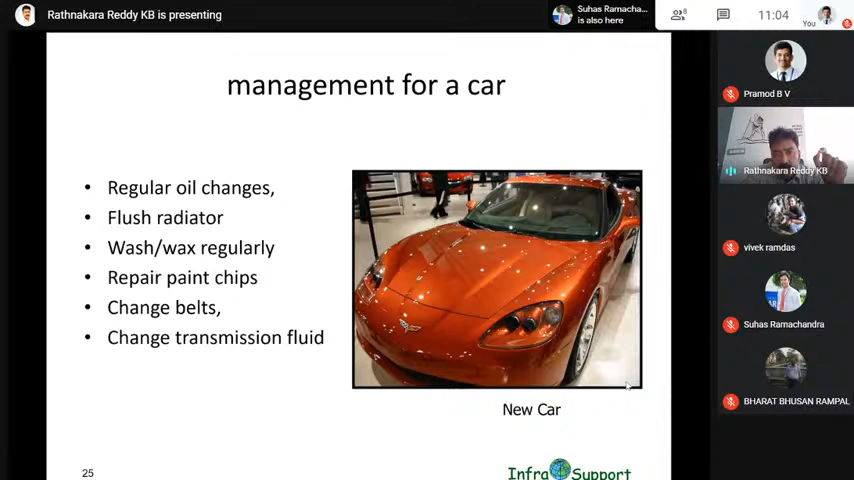 Rathnakara Reddy KB is presenting
Suhas Ramacha...
is also here
8
11:04
You
management for a car
• Regular oil changes,
• Flush radiator
• Wash/wax regularly
• Repair paint chips
• Change belts,
• Change transmission fluid
New Car
25
Infra Support
Pramod B V
Rathnakara Reddy KB
vivek ramdas
Suhas Ramachandra
BHARAT BHUSAN RAMPAL